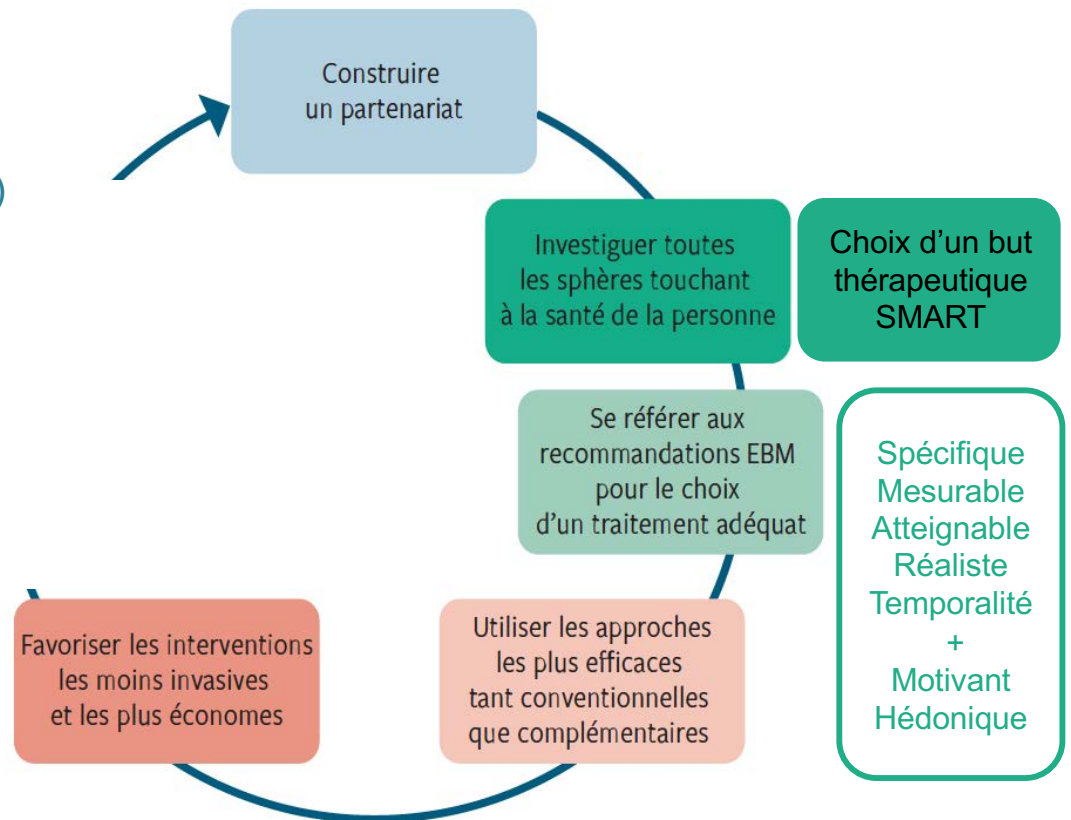 Construire
un partenariat
Investiguer toutes
les sphères touchant
à la santé de la personne
Choix d’un but
thérapeutique
SMART
Se référer aux
recommandations EBM
pour le choix
d’un traitement adéquat
Spécifique
Mesurable
Atteignable
Réaliste
Temporalité
+
Motivant
Hédonique
Utiliser les approches
les plus efficaces
tant conventionnelles
que complémentaires
Favoriser les interventions
les moins invasives
et les plus économes